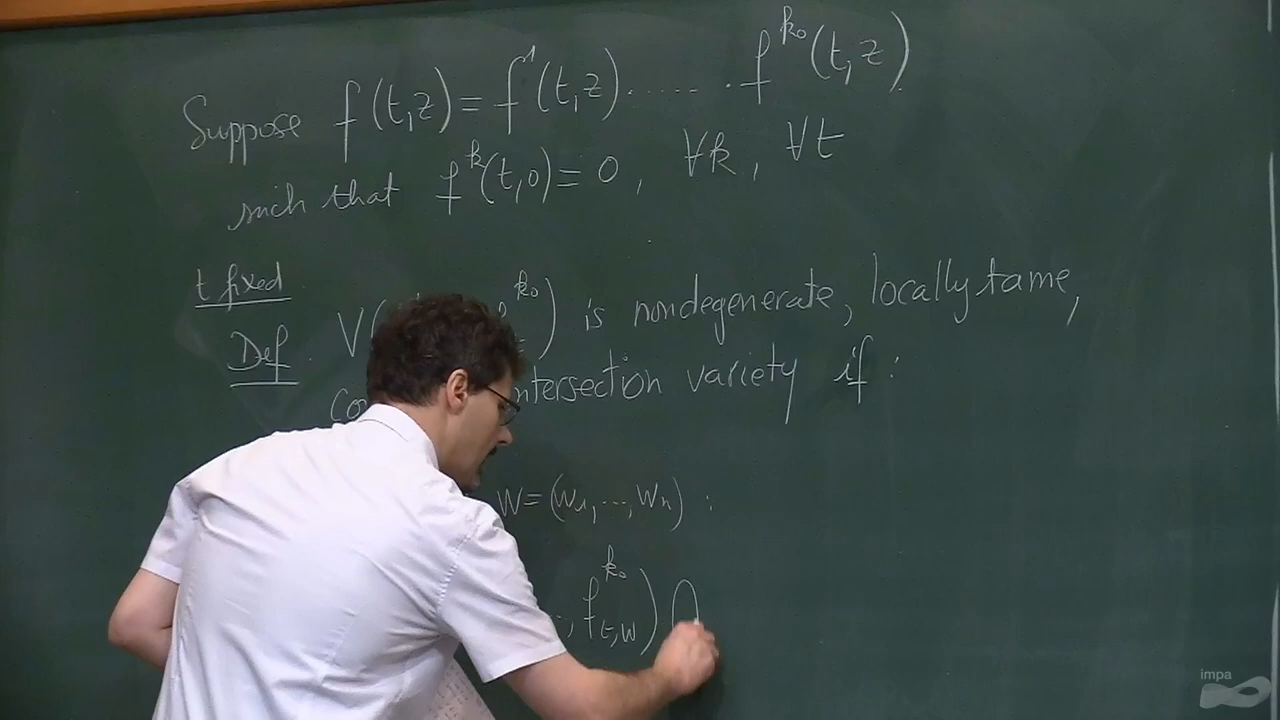 Suppose f(t,z) = f¹(t,z) ...... f^{k₀}(t,z)
such that f^k(t,0) = 0, ∀k, ∀t
t fixed
Def. V( ^{k₀}) is nondegenerate, locally tame,
intersection variety if :
W = (w₁, ..., wₙ) :
.., f^{k₀}_{t,W}) ∩
impa